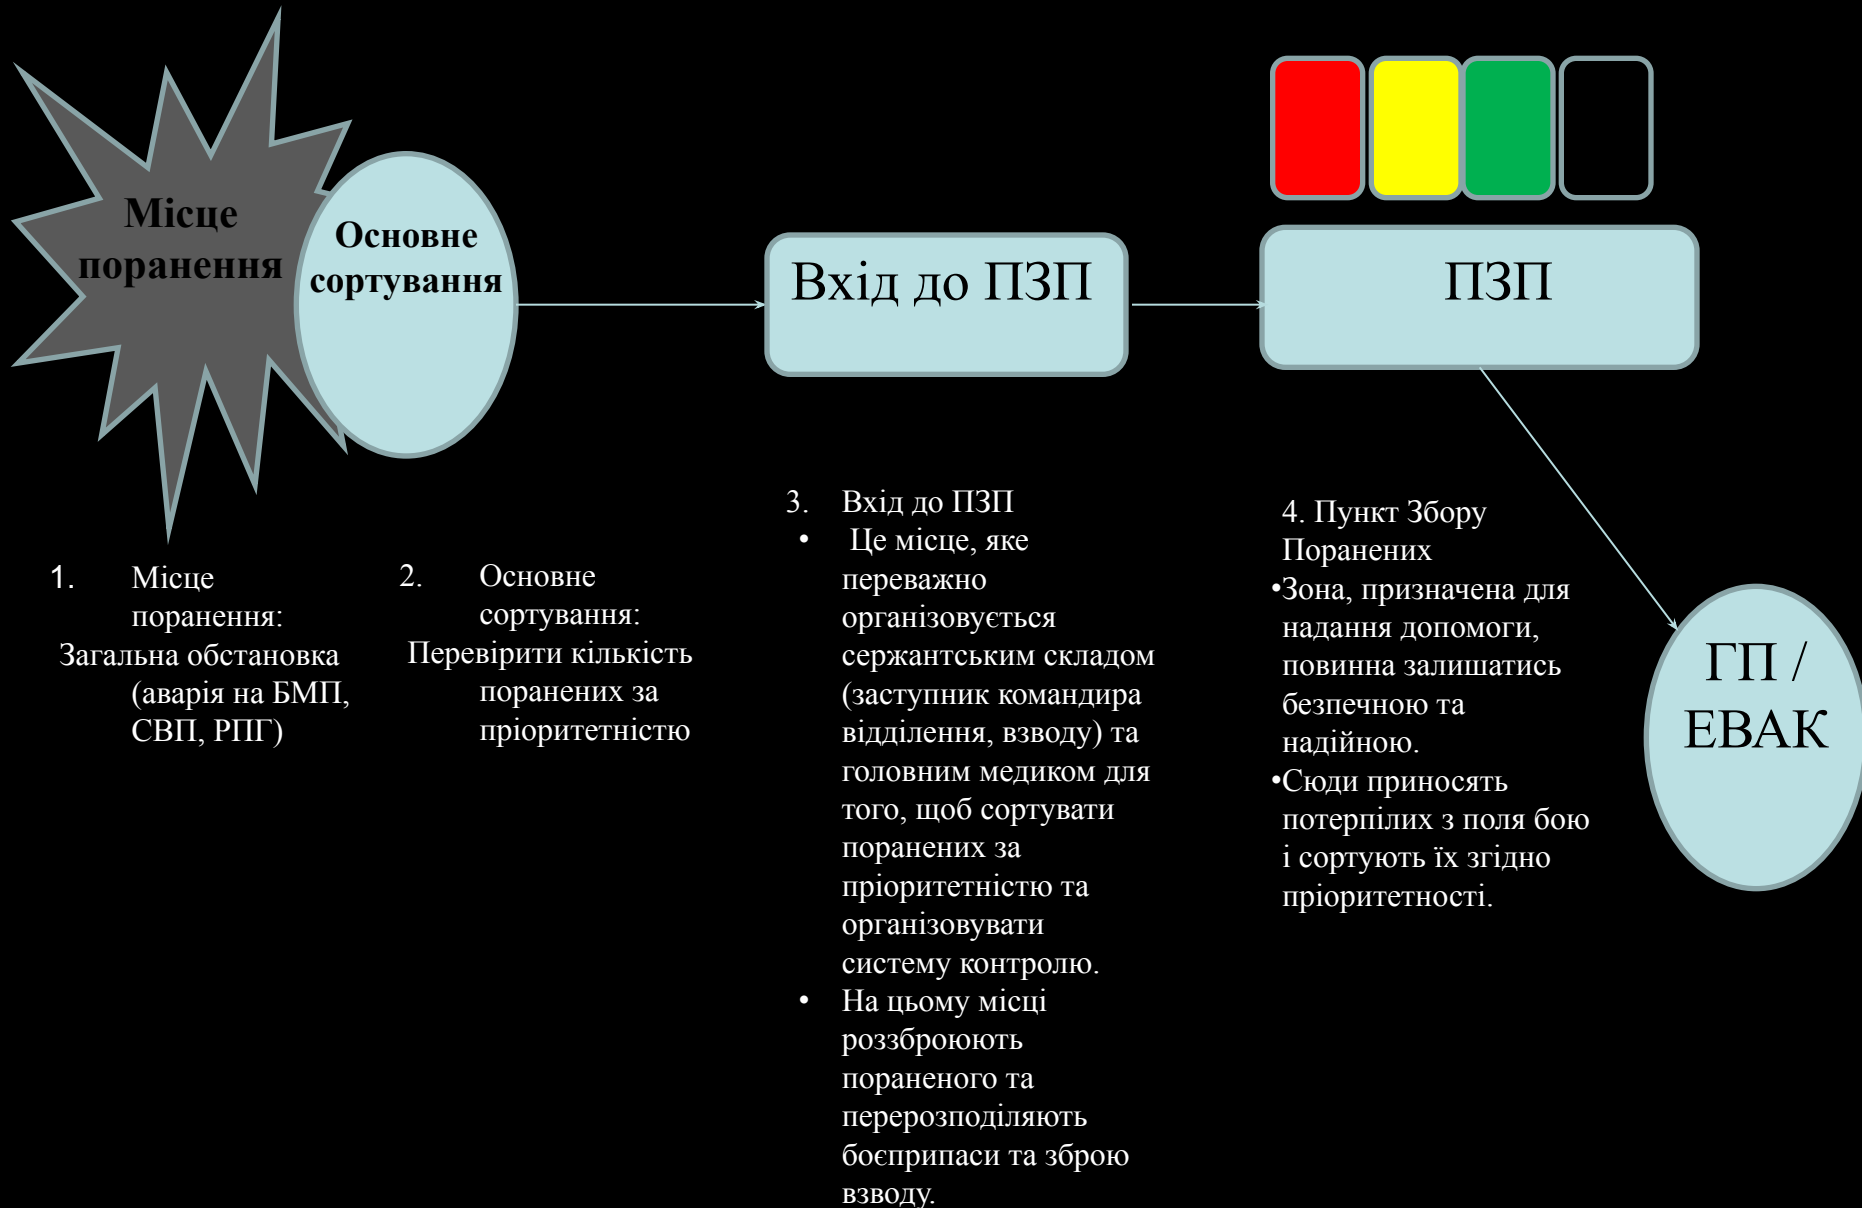 Місце
поранення
Основне
сортування
Вхід до ПЗП
ПЗП
1. Місце
поранення:
Загальна обстановка
(аварія на БМП,
СВП, РПГ)
2. Основне
сортування:
Перевірити кількість
поранених за
пріоритетністю
3. Вхід до ПЗП
• Це місце, яке
переважно
організовується
сержантським складом
(заступник командира
відділення, взводу) та
головним медиком для
того, щоб сортувати
поранених за
пріоритетністю та
організовувати
систему контролю.
• На цьому місці
роззброюють
пораненого та
перерозподіляють
боєприпаси та зброю
взводу.
4. Пункт Збору
Поранених
•Зона, призначена для
надання допомоги,
повинна залишатись
безпечною та
надійною.
•Сюди приносять
потерпілих з поля бою
і сортують їх згідно
пріоритетності.
ГП /
ЕВАК